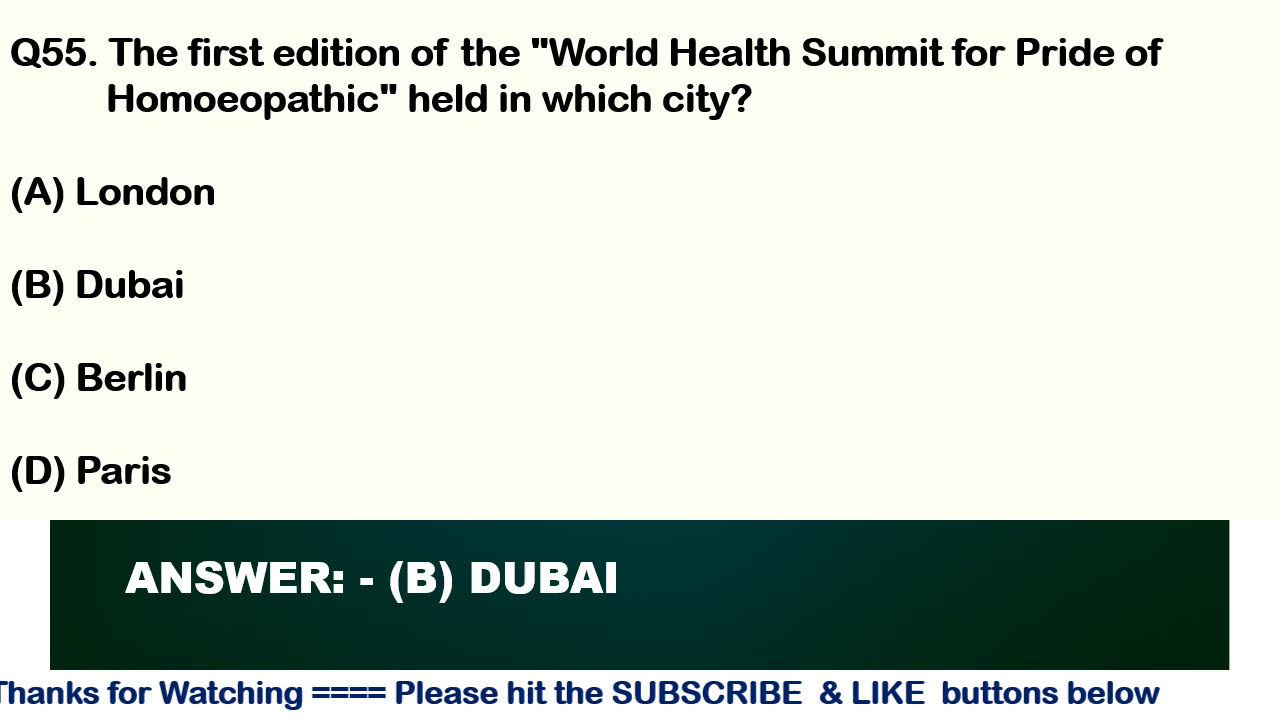 Q55. The first edition of the "World Health Summit for Pride of
Homoeopathic" held in which city?
(A) London
(B) Dubai
(C) Berlin
(D) Paris
ANSWER: - (B) DUBAI
Thanks for Watching ==== Please hit the SUBSCRIBE & LIKE buttons below